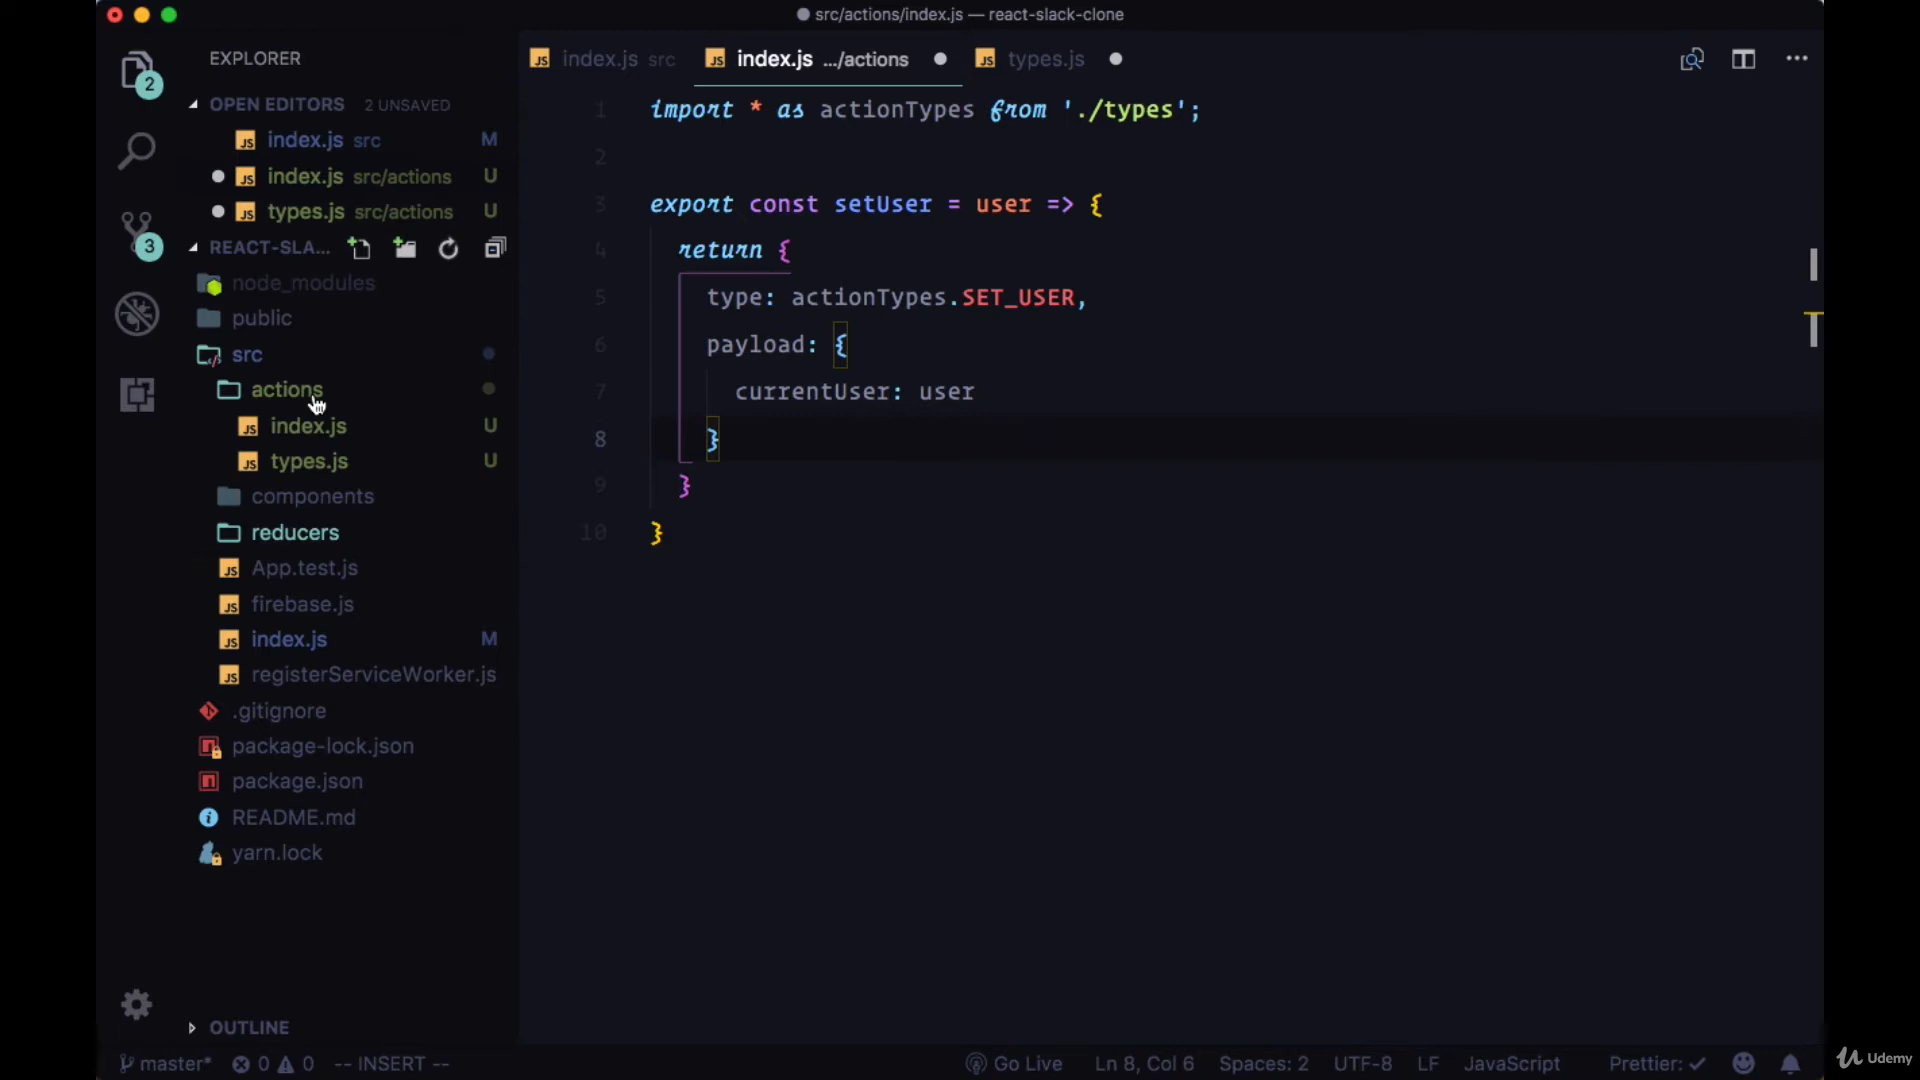 src/actions/index.js — react-slack-clone
EXPLORER
OPEN EDITORS 2 UNSAVED
index.js src M
index.js src/actions U
types.js src/actions U
REACT-SLA...
node_modules
public
src
actions
index.js U
types.js U
components
reducers
App.test.js
firebase.js
index.js M
registerServiceWorker.js
.gitignore
package-lock.json
package.json
README.md
yarn.lock
OUTLINE
2
3
index.js src
index.js .../actions
types.js
1 import * as actionTypes from './types';
2
3 export const setUser = user => {
4 return {
5 type: actionTypes.SET_USER,
6 payload: {
7 currentUser: user
8 }
9 }
10 }
master* 0 0 -- INSERT -- Go Live Ln 8, Col 6 Spaces: 2 UTF-8 LF JavaScript Prettier: ✓
Udemy